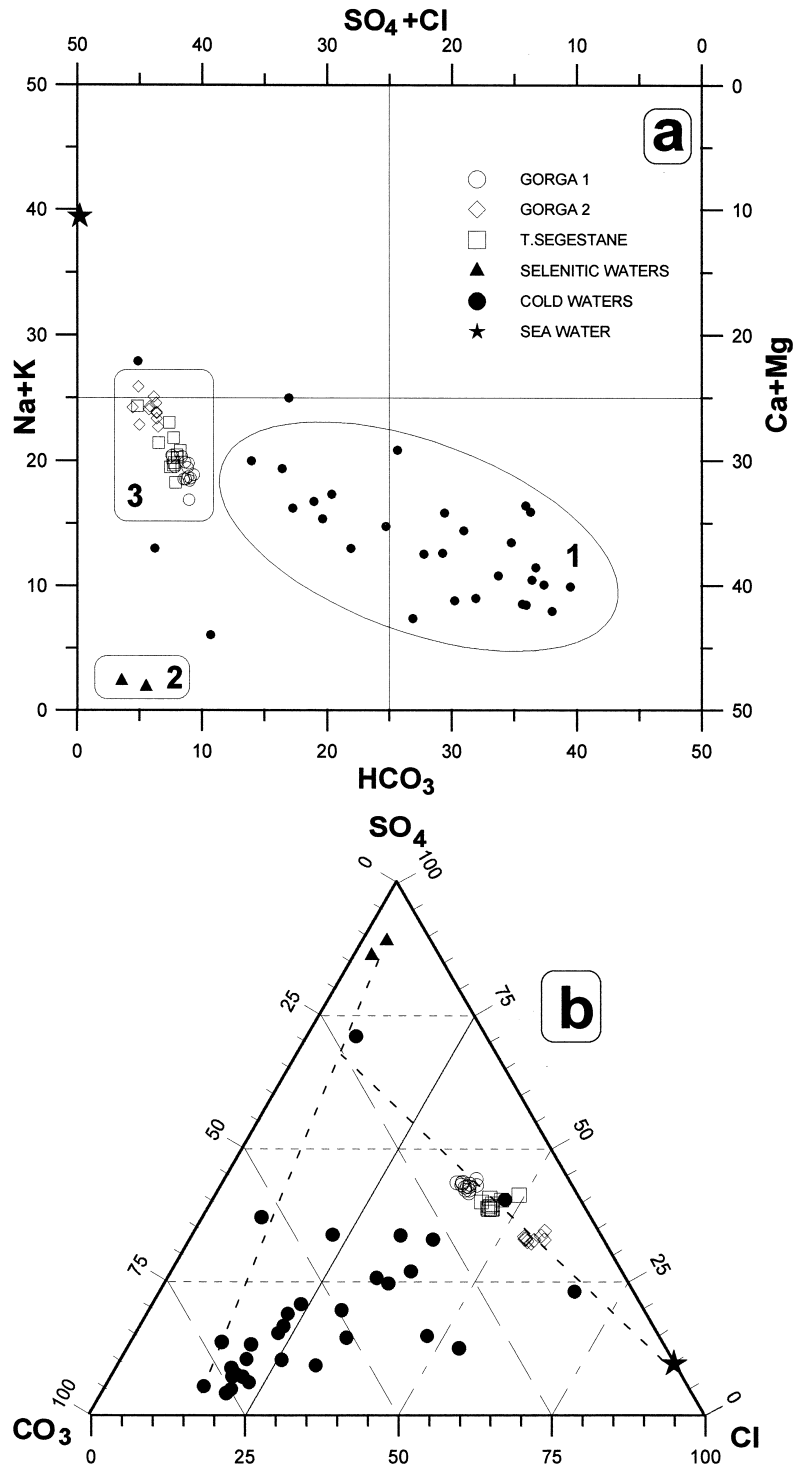 SO4+Cl
50 40 30 20 10 0
50 0
a
GORGA 1
GORGA 2
T.SEGESTANE
SELENITIC WATERS
COLD WATERS
SEA WATER
40 10
30 20
Na+K
Ca+Mg
20 30
3
1
10 40
2
0 50
0 10 20 30 40 50
HCO3
SO4
0 100
25 75
b
50 50
75 25
100 0
CO3 Cl
0 25 50 75 100